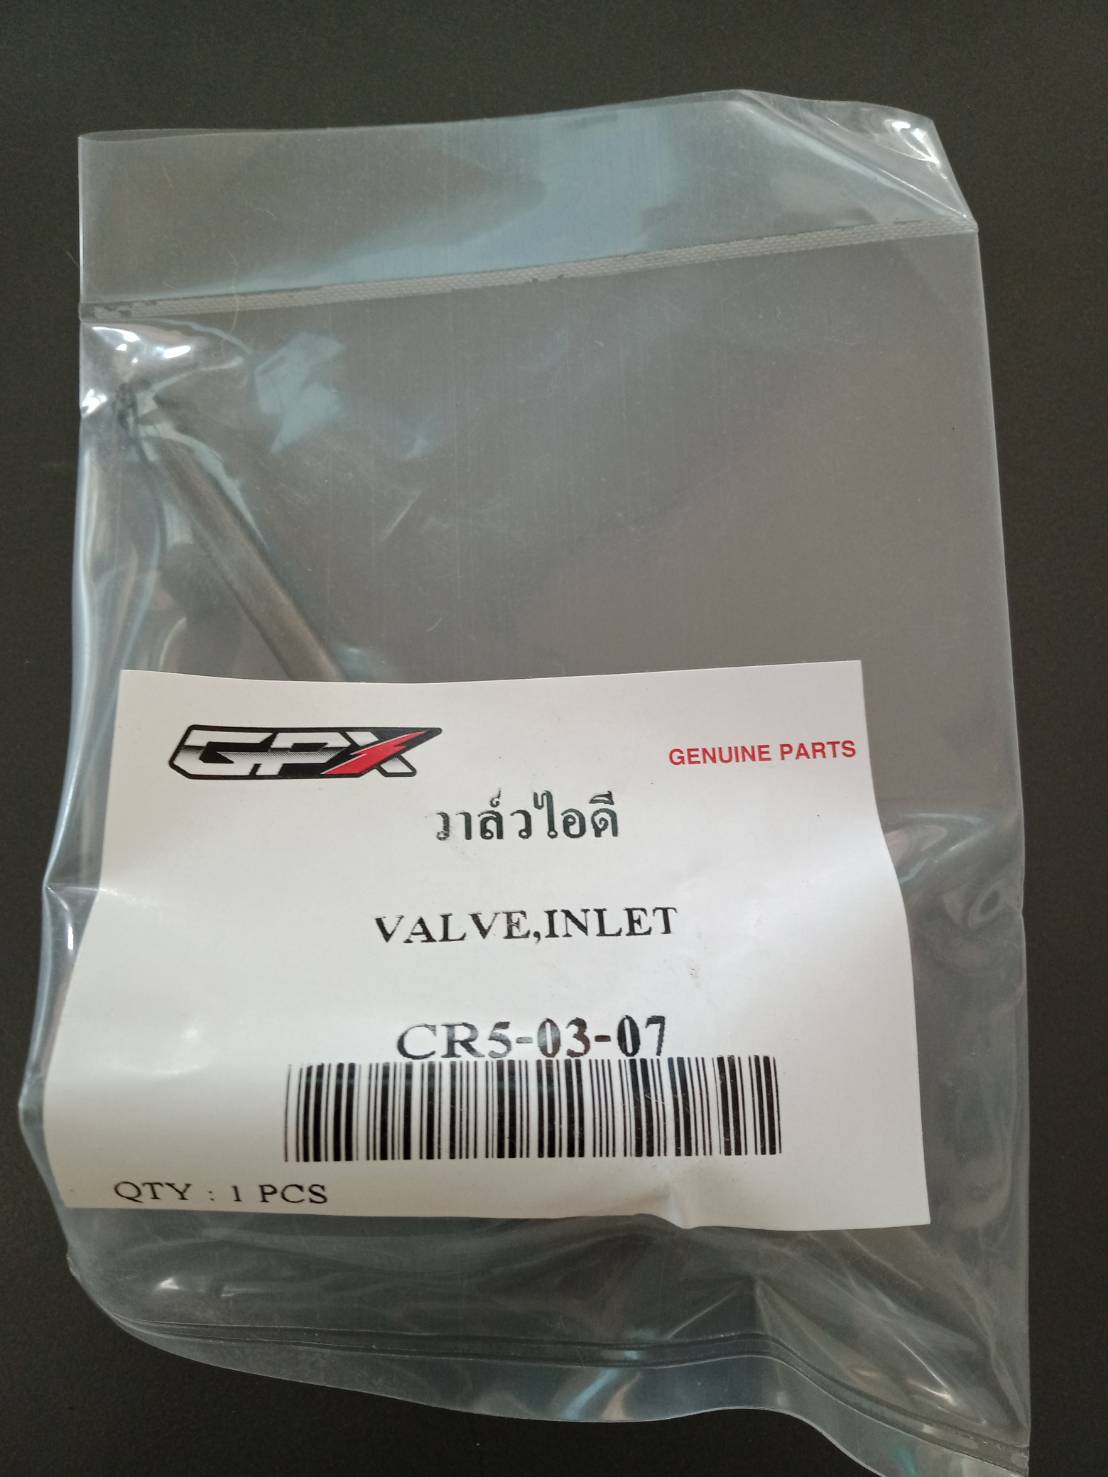 GPX
GENUINE PARTS
วาล์วไอดี
VALVE,INLET
CR5-03-07
QTY : 1 PCS